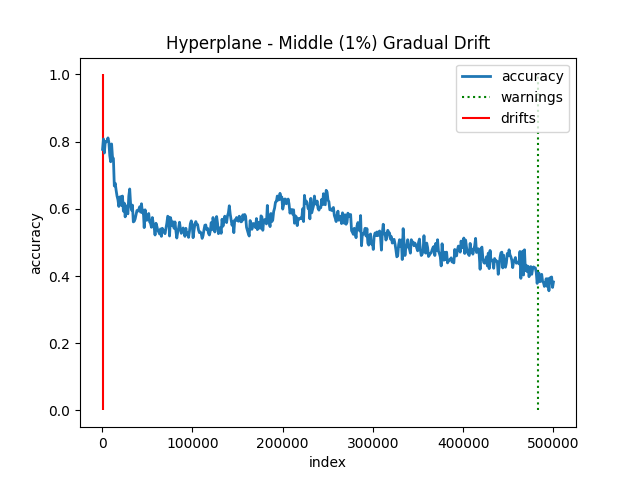 Hyperplane - Middle (1%) Gradual Drift
accuracy
warnings
drifts
1.0
0.8
0.6
0.4
0.2
0.0
accuracy
0
100000
200000
300000
400000
500000
index